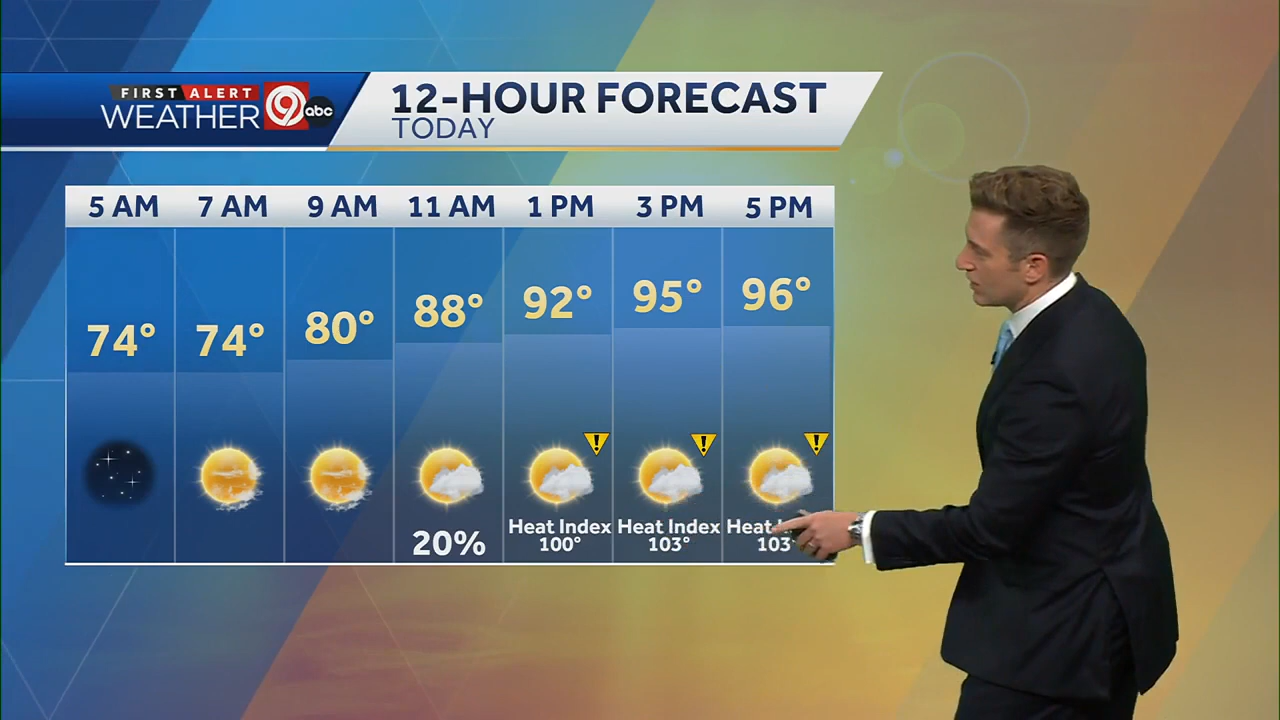 FIRST ALERT
WEATHER 9 abc
12-HOUR FORECAST
TODAY
5 AM 7 AM 9 AM 11 AM 1 PM 3 PM 5 PM
74° 74° 80° 88° 92° 95° 96°
! ! !
Heat Index Heat Index Heat
20% 100° 103° 103°